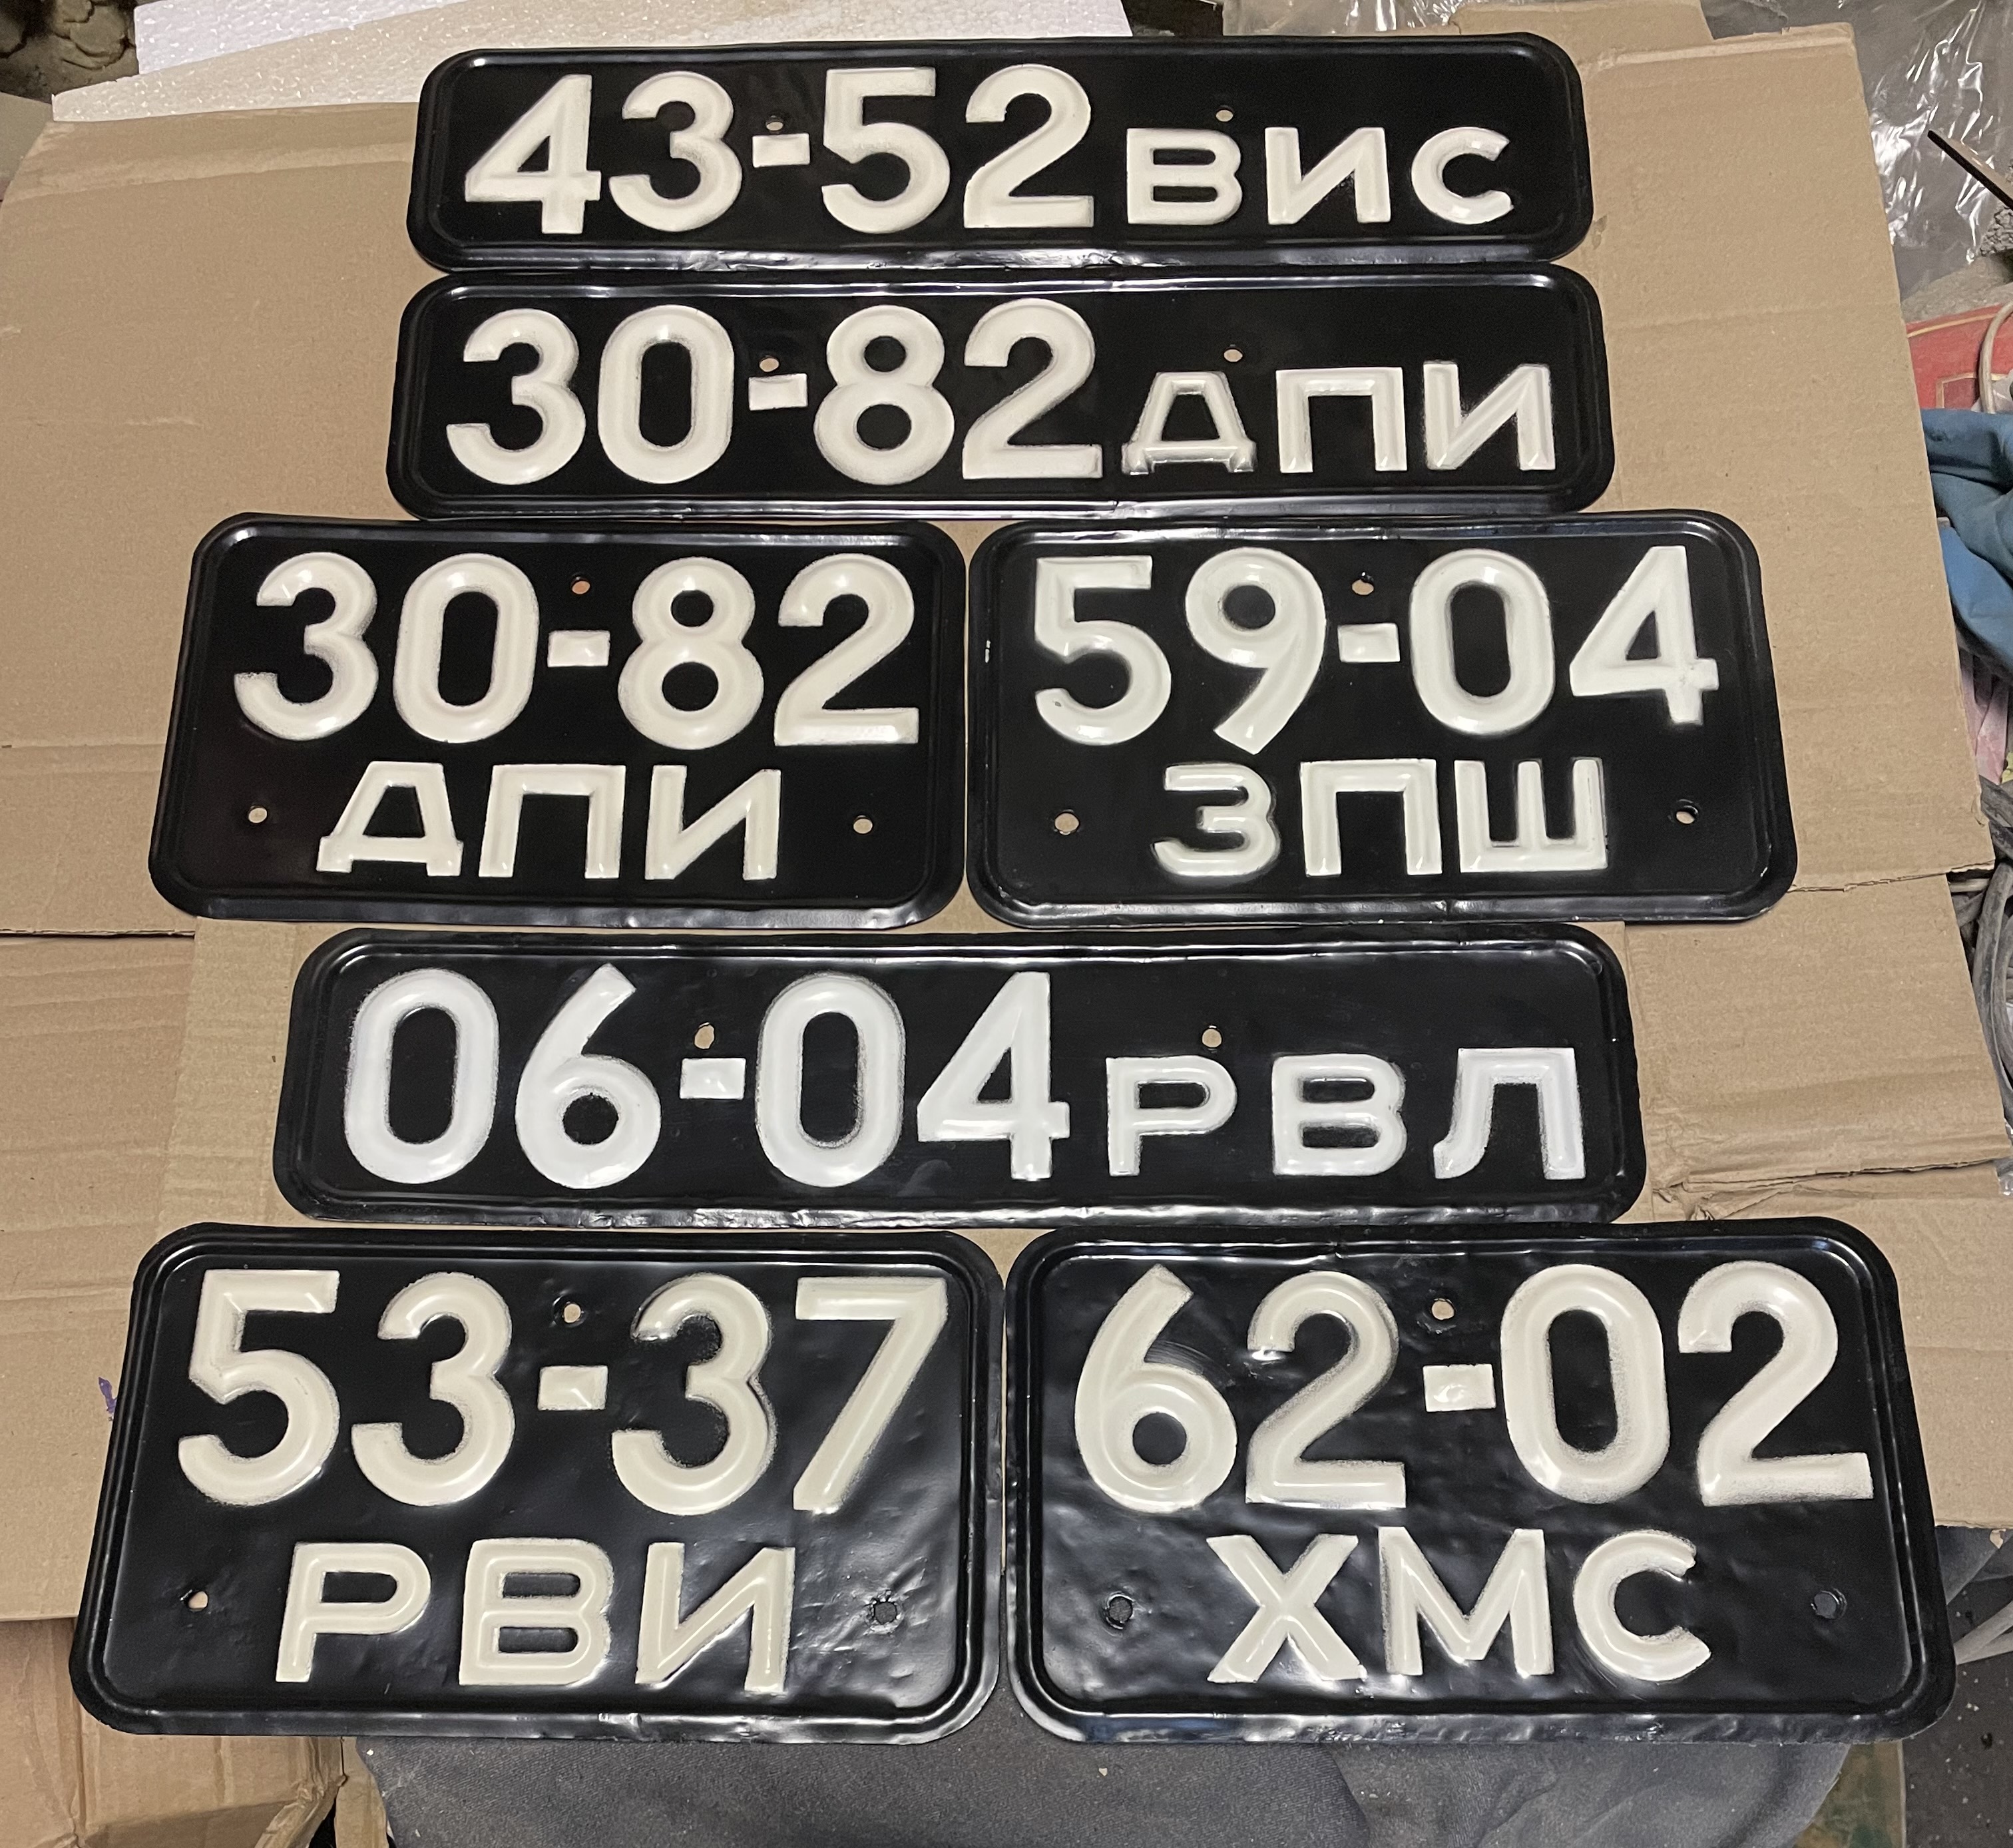 43-52 ВИС
30-82 ДПИ
30-82
ДПИ
59-04
ЗПШ
06-04 РВЛ
53-37
РВИ
62-02
ХМС